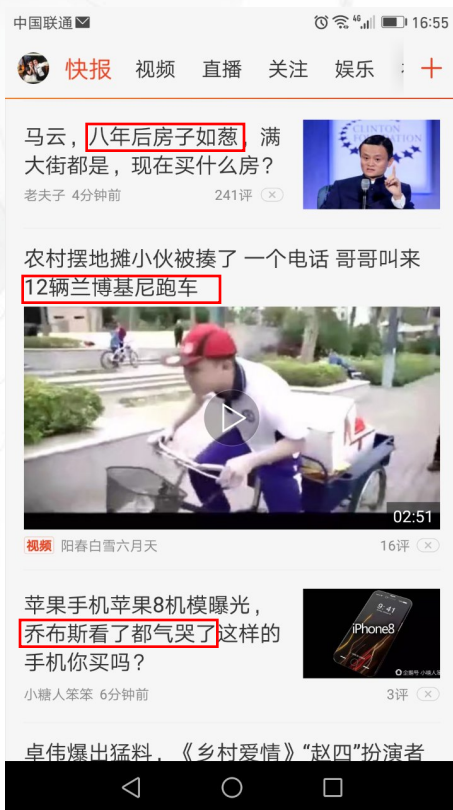 中国联通 4G 16:55
快报 视频 直播 关注 娱乐
马云，八年后房子如葱，满
大街都是，现在买什么房？
老夫子 4分钟前 241评
CLINTON
农村摆地摊小伙被揍了 一个电话 哥哥叫来
12辆兰博基尼跑车
02:51
视频 阳春白雪六月天 16评
苹果手机苹果8机模曝光，
乔布斯看了都气哭了这样的
手机你买吗？
9:41
iPhone8
小糖人笨笨 6分钟前 3评
卓伟爆出猛料，《乡村爱情》“赵四”扮演者